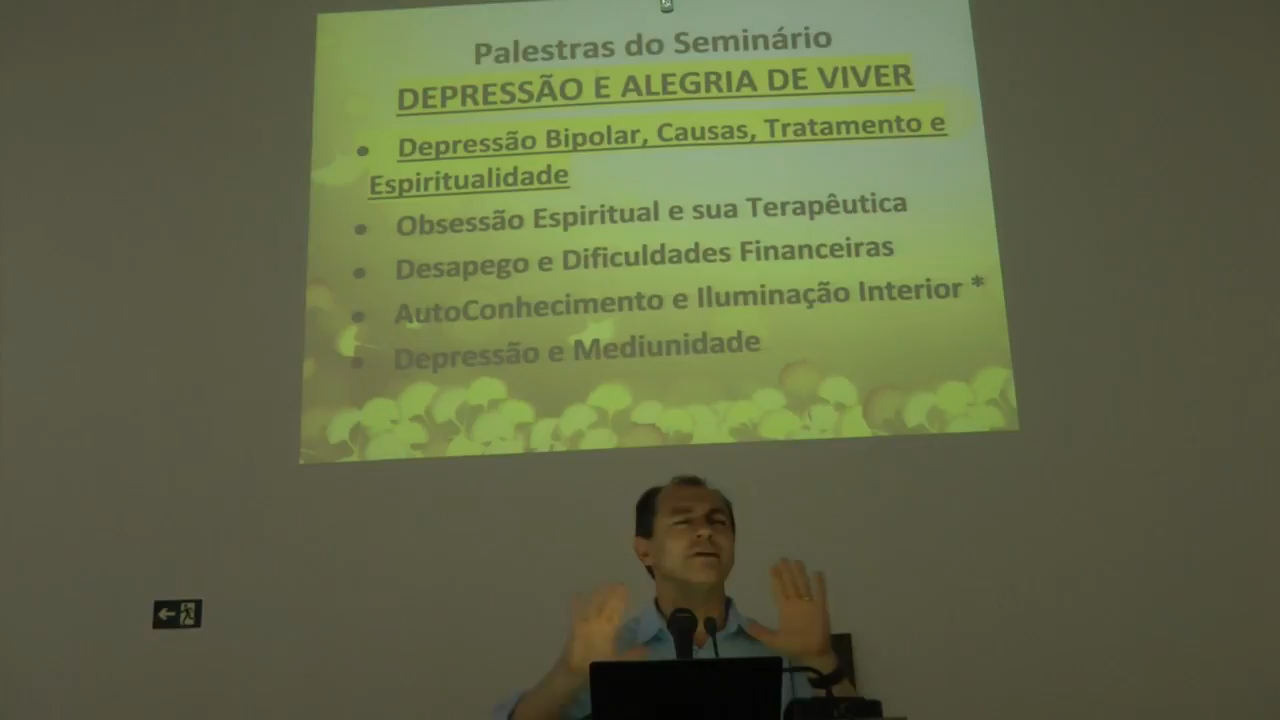 Palestras do Seminário
DEPRESSÃO E ALEGRIA DE VIVER
• Depressão Bipolar, Causas, Tratamento e
Espiritualidade
• Obsessão Espiritual e sua Terapêutica
• Desapego e Dificuldades Financeiras
• AutoConhecimento e Iluminação Interior *
• Depressão e Mediunidade